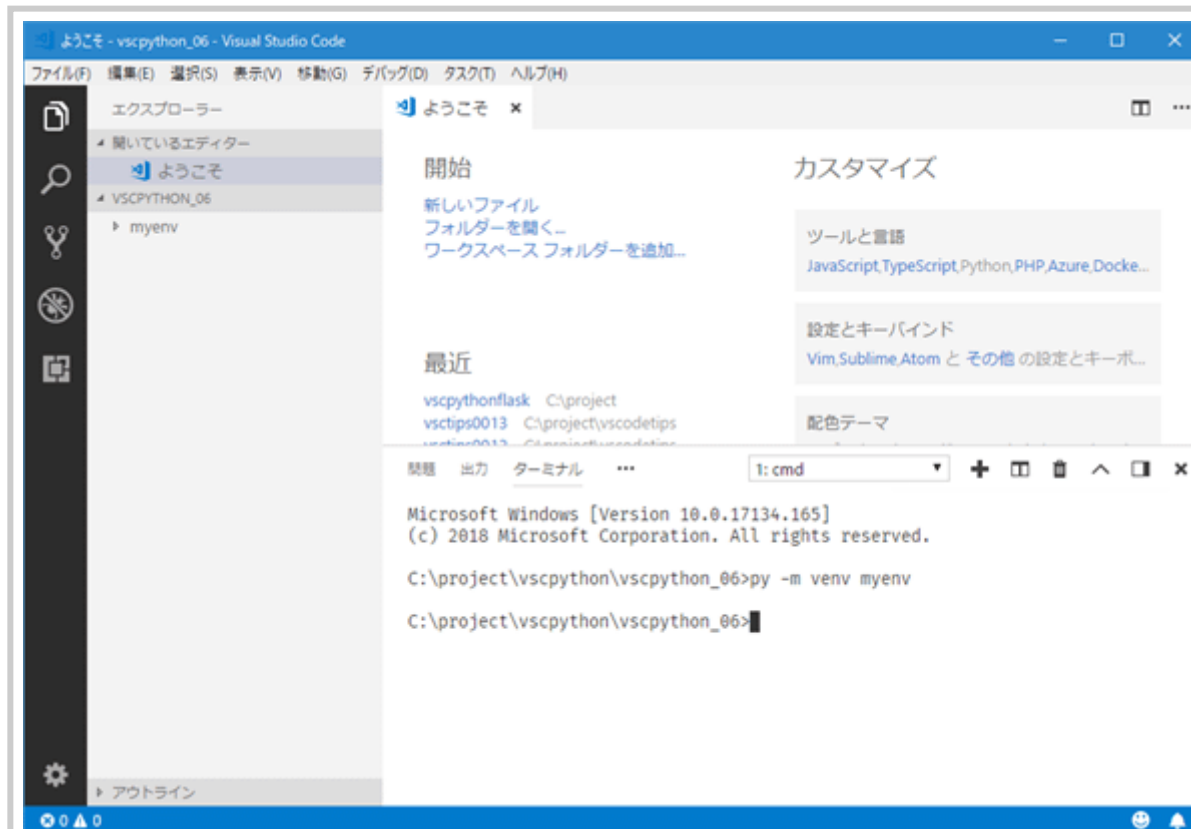 ようこそ - vscpython_06 - Visual Studio Code
ファイル(F) 編集(E) 選択(S) 表示(V) 移動(G) デバッグ(D) タスク(T) ヘルプ(H)
エクスプローラー
開いているエディター
ようこそ
VSCPYTHON_06
myenv
アウトライン
ようこそ
開始
新しいファイル
フォルダーを開く...
ワークスペース フォルダーを追加...
最近
vscpythonflask C:\project
vsctips0013 C:\project\vscodetips
カスタマイズ
ツールと言語
JavaScript,TypeScript,Python,PHP,Azure,Docke...
設定とキーバインド
Vim,Sublime,Atom と その他 の設定とキーボ...
配色テーマ
問題 出力 ターミナル ... 1: cmd
Microsoft Windows [Version 10.0.17134.165]
(c) 2018 Microsoft Corporation. All rights reserved.
C:\project\vscpython\vscpython_06>py -m venv myenv
C:\project\vscpython\vscpython_06>
0 0